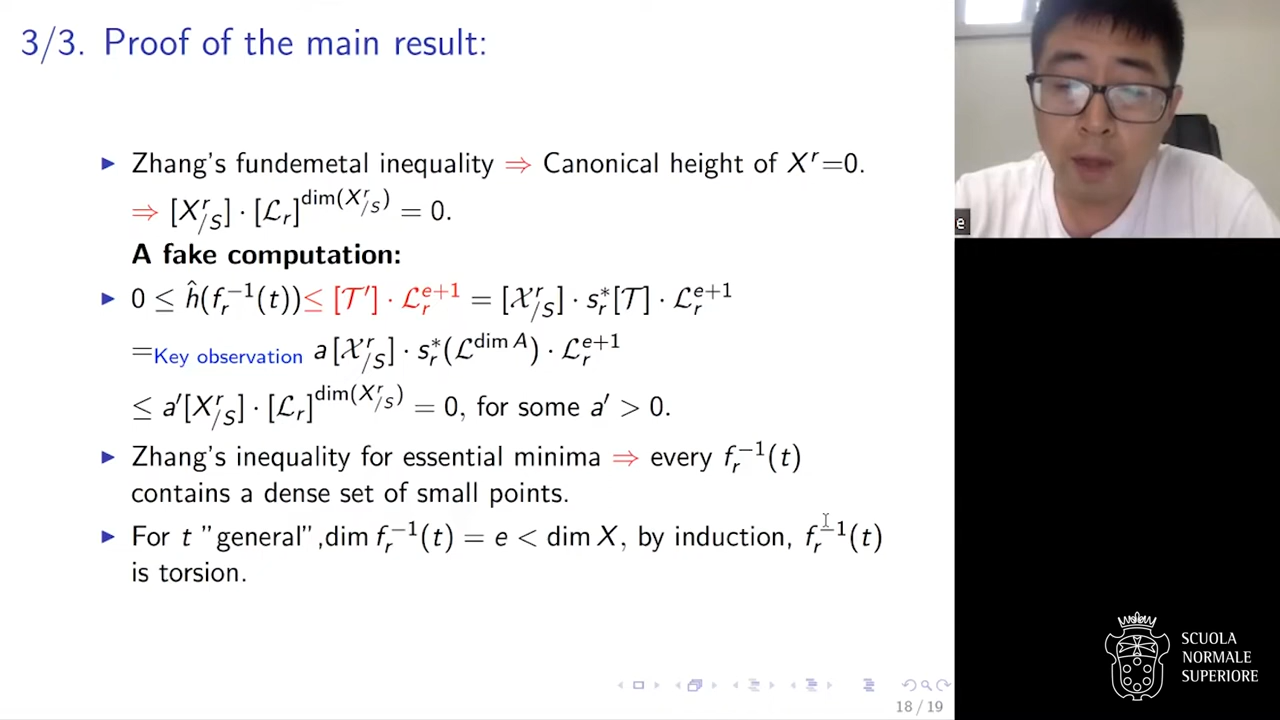 3/3. Proof of the main result:
▶ Zhang's fundemetal inequality ⇒ Canonical height of X^r=0.
⇒ [X^r_{/S}] · [ℒ_r]^{dim(X^r_{/S})} = 0.
A fake computation:
▶ 0 ≤ ĥ(f_r^{-1}(t)) ≤ [𝒯′] · ℒ_r^{e+1} = [𝒳^r_{/S}] · s_r^*[𝒯] · ℒ_r^{e+1}
=_{Key observation} a[𝒳^r_{/S}] · s_r^*(ℒ^{dim A}) · ℒ_r^{e+1}
≤ a′[X^r_{/S}] · [ℒ_r]^{dim(X^r_{/S})} = 0, for some a′ > 0.
▶ Zhang's inequality for essential minima ⇒ every f_r^{-1}(t)
contains a dense set of small points.
▶ For t "general",dim f_r^{-1}(t) = e < dim X, by induction, f_r^{-1}(t)
is torsion.
18 / 19
e
SCUOLA
NORMALE
SUPERIORE